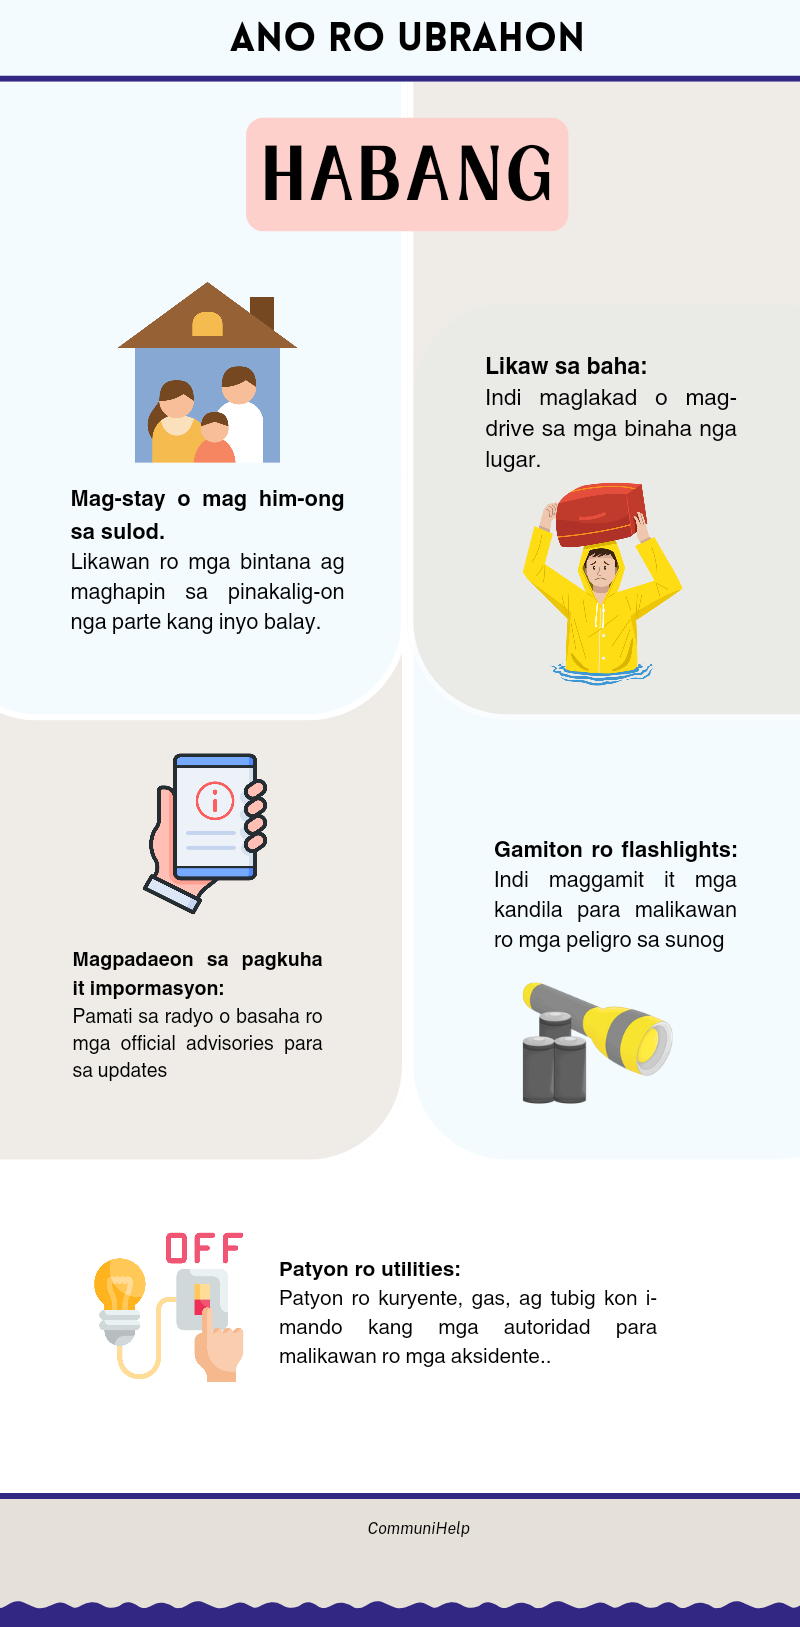 ANO RO UBRAHON
HABANG
Mag-stay o mag him-ong
sa sulod.
Likawan ro mga bintana ag
maghapin sa pinakalig-on
nga parte kang inyo balay.
Likaw sa baha:
Indi maglakad o mag-
drive sa mga binaha nga
lugar.
Magpadaeon sa pagkuha
it impormasyon:
Pamati sa radyo o basaha ro
mga official advisories para
sa updates
Gamiton ro flashlights:
Indi maggamit it mga
kandila para malikawan
ro mga peligro sa sunog
OFF
Patyon ro utilities:
Patyon ro kuryente, gas, ag tubig kon i-
mando kang mga autoridad para
malikawan ro mga aksidente..
CommuniHelp